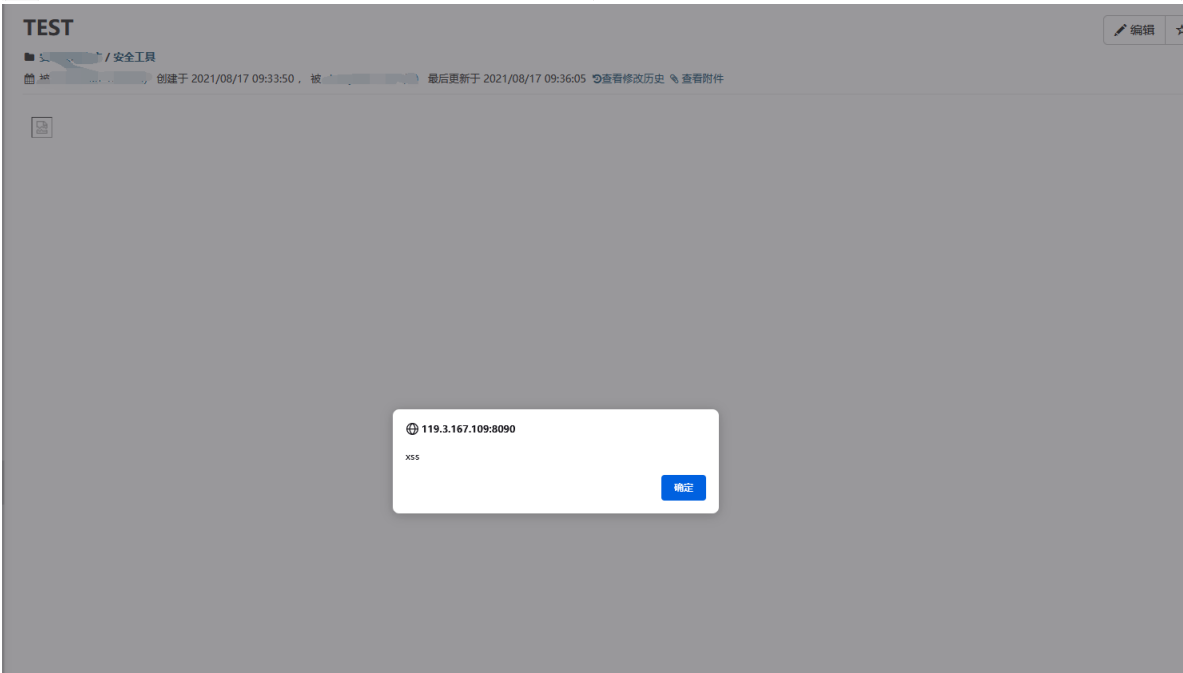 TEST
编辑
/ 安全工具
创建于 2021/08/17 09:33:50 ， 被 最后更新于 2021/08/17 09:36:05 查看修改历史 查看附件
119.3.167.109:8090
xss
确定